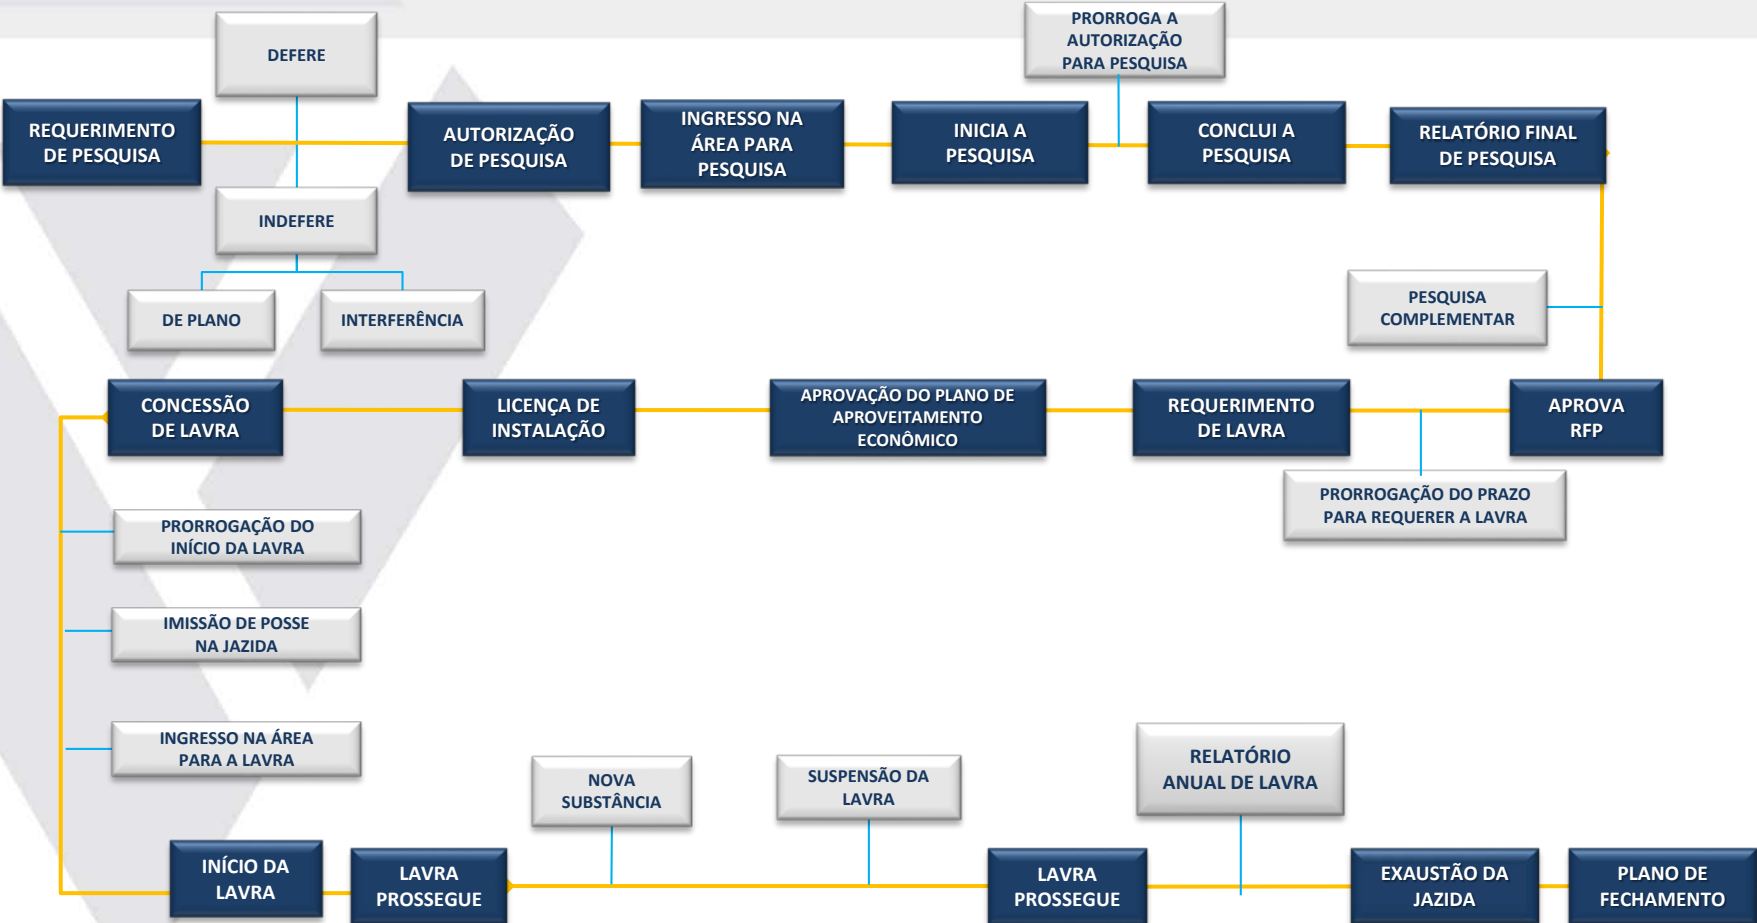 DEFERE
PRORROGA A
AUTORIZAÇÃO
PARA PESQUISA
REQUERIMENTO
DE PESQUISA
AUTORIZAÇÃO
DE PESQUISA
INGRESSO NA
ÁREA PARA
PESQUISA
INICIA A
PESQUISA
CONCLUI A
PESQUISA
RELATÓRIO FINAL
DE PESQUISA
INDEFERE
DE PLANO
INTERFERÊNCIA
PESQUISA
COMPLEMENTAR
CONCESSÃO
DE LAVRA
LICENÇA DE
INSTALAÇÃO
APROVAÇÃO DO PLANO DE
APROVEITAMENTO
ECONÔMICO
REQUERIMENTO
DE LAVRA
APROVA
RFP
PRORROGAÇÃO DO PRAZO
PARA REQUERER A LAVRA
PRORROGAÇÃO DO
INÍCIO DA LAVRA
IMISSÃO DE POSSE
NA JAZIDA
INGRESSO NA ÁREA
PARA A LAVRA
NOVA
SUBSTÂNCIA
SUSPENSÃO DA
LAVRA
RELATÓRIO
ANUAL DE LAVRA
INÍCIO DA
LAVRA
LAVRA
PROSSEGUE
LAVRA
PROSSEGUE
EXAUSTÃO DA
JAZIDA
PLANO DE
FECHAMENTO